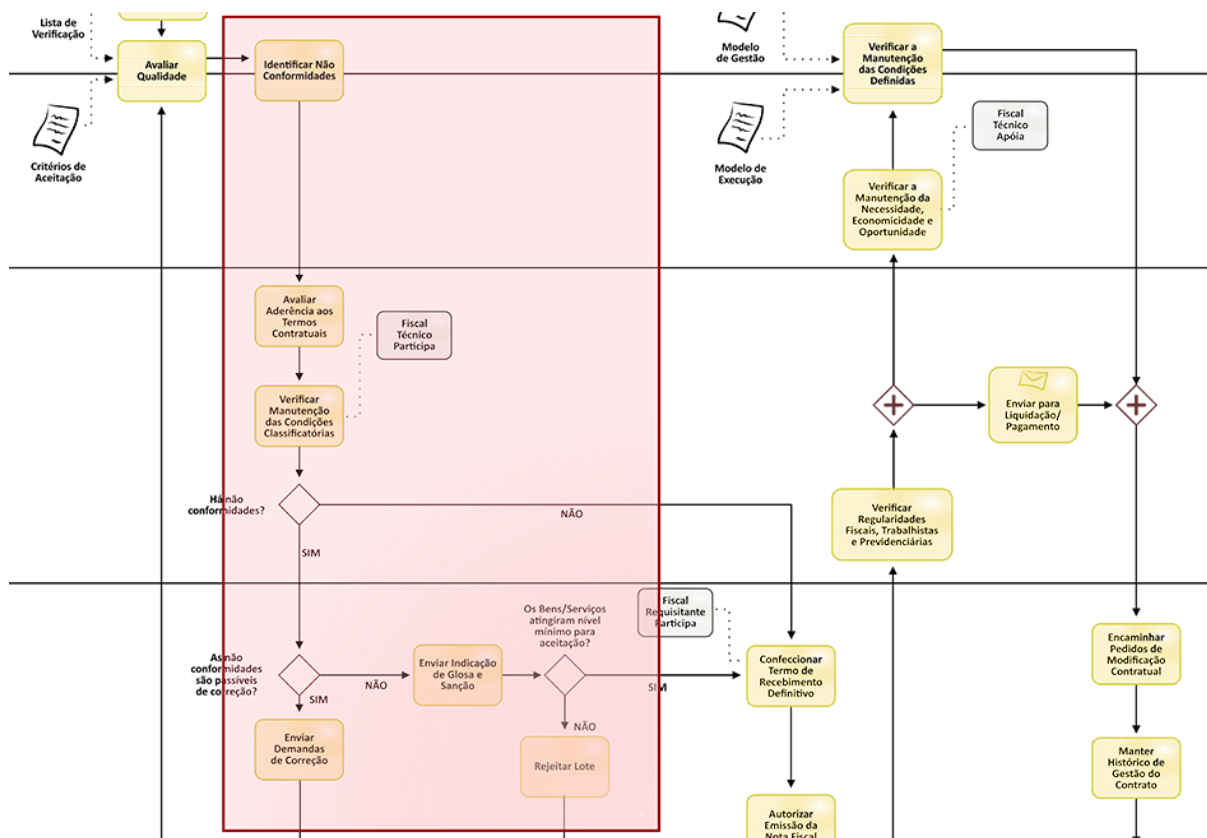 Lista de
Verificação
Avaliar
Qualidade
Critérios de
Aceitação
Identificar Não
Conformidades
Avaliar
Aderência aos
Termos
Contratuais
Fiscal
Técnico
Participa
Verificar
Manutenção
das Condições
Classificatórias
Há não
conformidades?
NÃO
SIM
As não
conformidades
são passíveis
de correção?
NÃO
SIM
Enviar
Demandas
de Correção
Enviar Indicação
de Glosa e
Sanção
Os Bens/Serviços
atingiram nível
mínimo para
aceitação?
SIM
NÃO
Rejeitar Lote
Fiscal
Requisitante
Participa
Confeccionar
Termo de
Recebimento
Definitivo
Autorizar
Emissão da
Nota Fiscal
Modelo
de Gestão
Modelo de
Execução
Verificar a
Manutenção
das Condições
Definidas
Fiscal
Técnico
Apóia
Verificar a
Manutenção da
Necessidade,
Economicidade e
Oportunidade
Enviar para
Liquidação/
Pagamento
Verificar
Regularidades
Fiscais, Trabalhistas
e Previdenciárias
Encaminhar
Pedidos de
Modificação
Contratual
Manter
Histórico de
Gestão do
Contrato